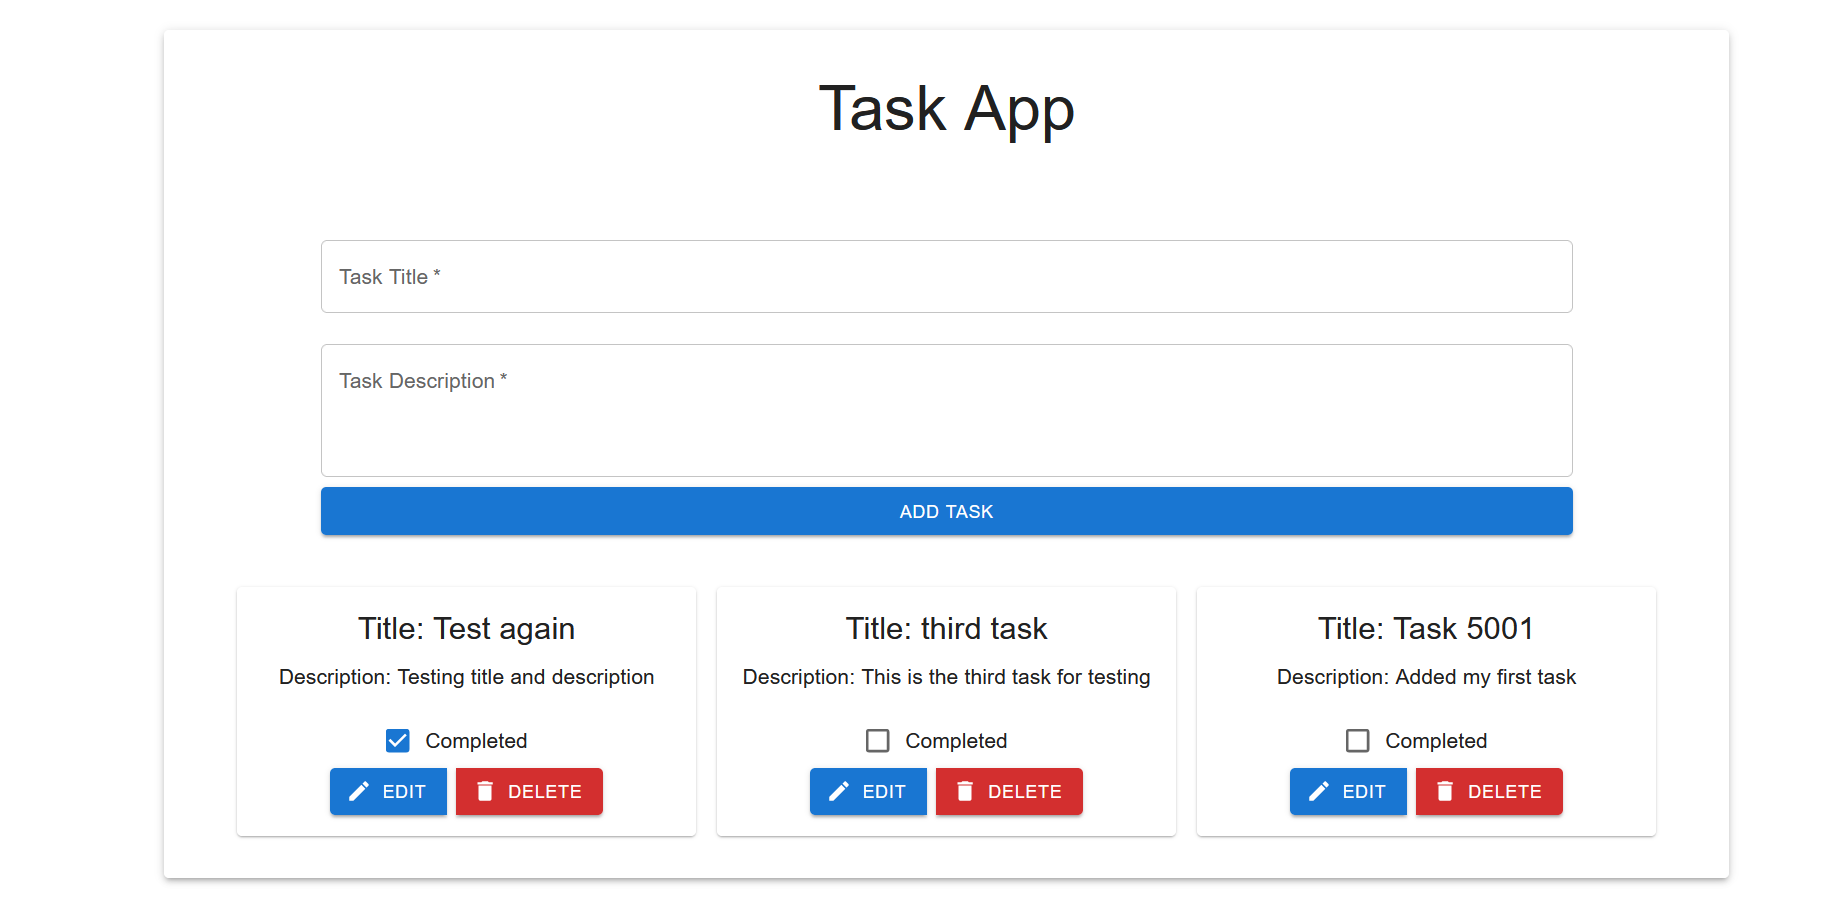 Task App
Task Title *
Task Description *
ADD TASK
Title: Test again
Description: Testing title and description
Completed
EDIT
DELETE
Title: third task
Description: This is the third task for testing
Completed
EDIT
DELETE
Title: Task 5001
Description: Added my first task
Completed
EDIT
DELETE